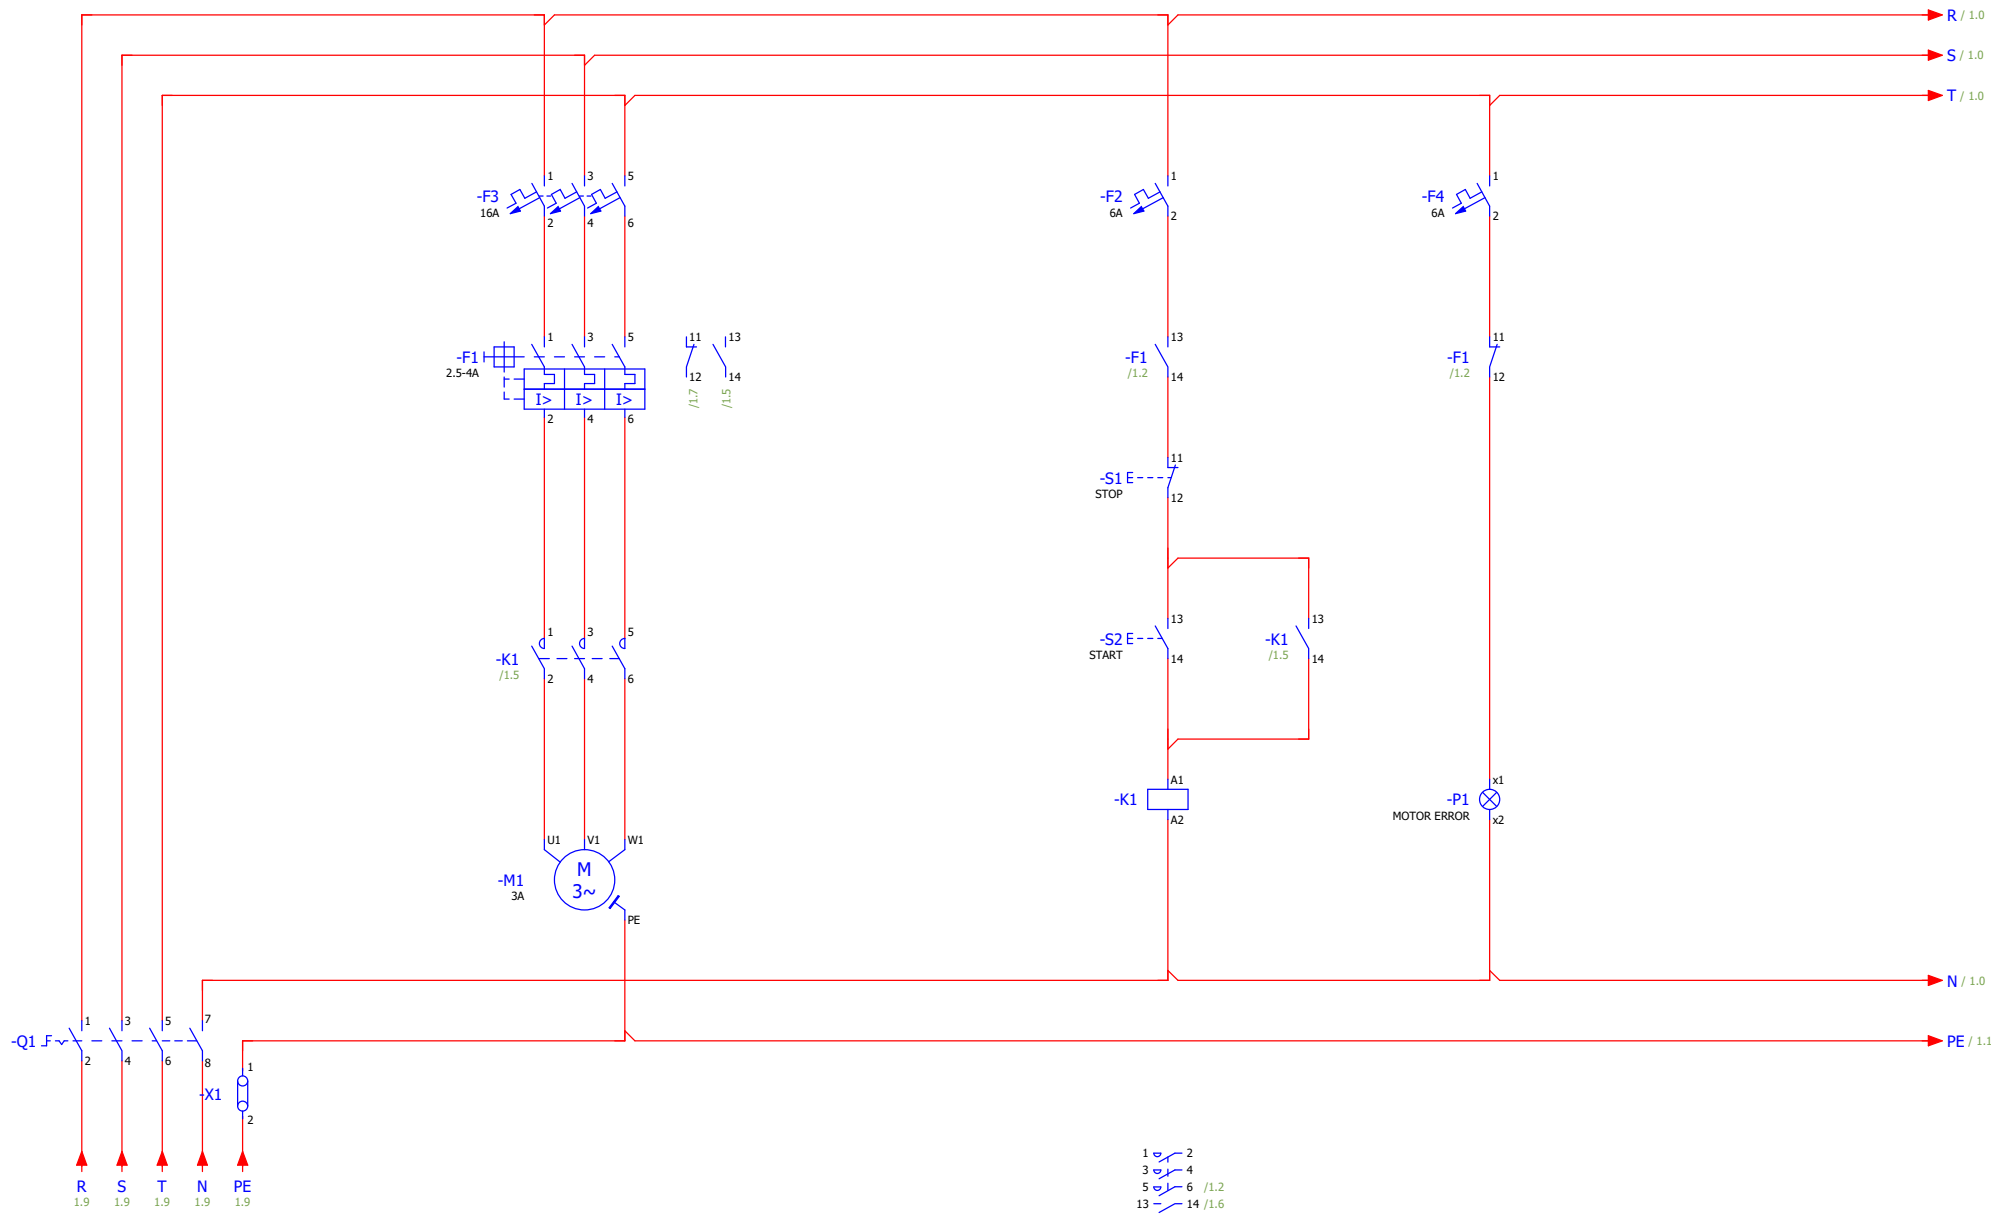 R / 1.0
S / 1.0
T / 1.0
1 3 5 1 1
-F3 -F2 -F4
16A 6A 6A
2 4 6 2 2
1 3 5 11 13 13 11
-F1 -F1 -F1
2.5-4A /1.2 /1.2
12 14 14 12
I> I> I> /1.7 /1.5
2 4 6
11
-S1
STOP
12
13 13
1 3 5
-S2 -K1
START /1.5
14 14
-K1
/1.5
2 4 6
A1 x1
-K1 -P1
MOTOR ERROR
A2 x2
U1 V1 W1
M
-M1
3~
3A
PE
N / 1.0
1 3 5 7
-Q1 PE / 1.1
2 4 6 8
1
-X1
2
1 2
3 4
R S T N PE 5 6 /1.2
1.9 1.9 1.9 1.9 1.9 13 14 /1.6